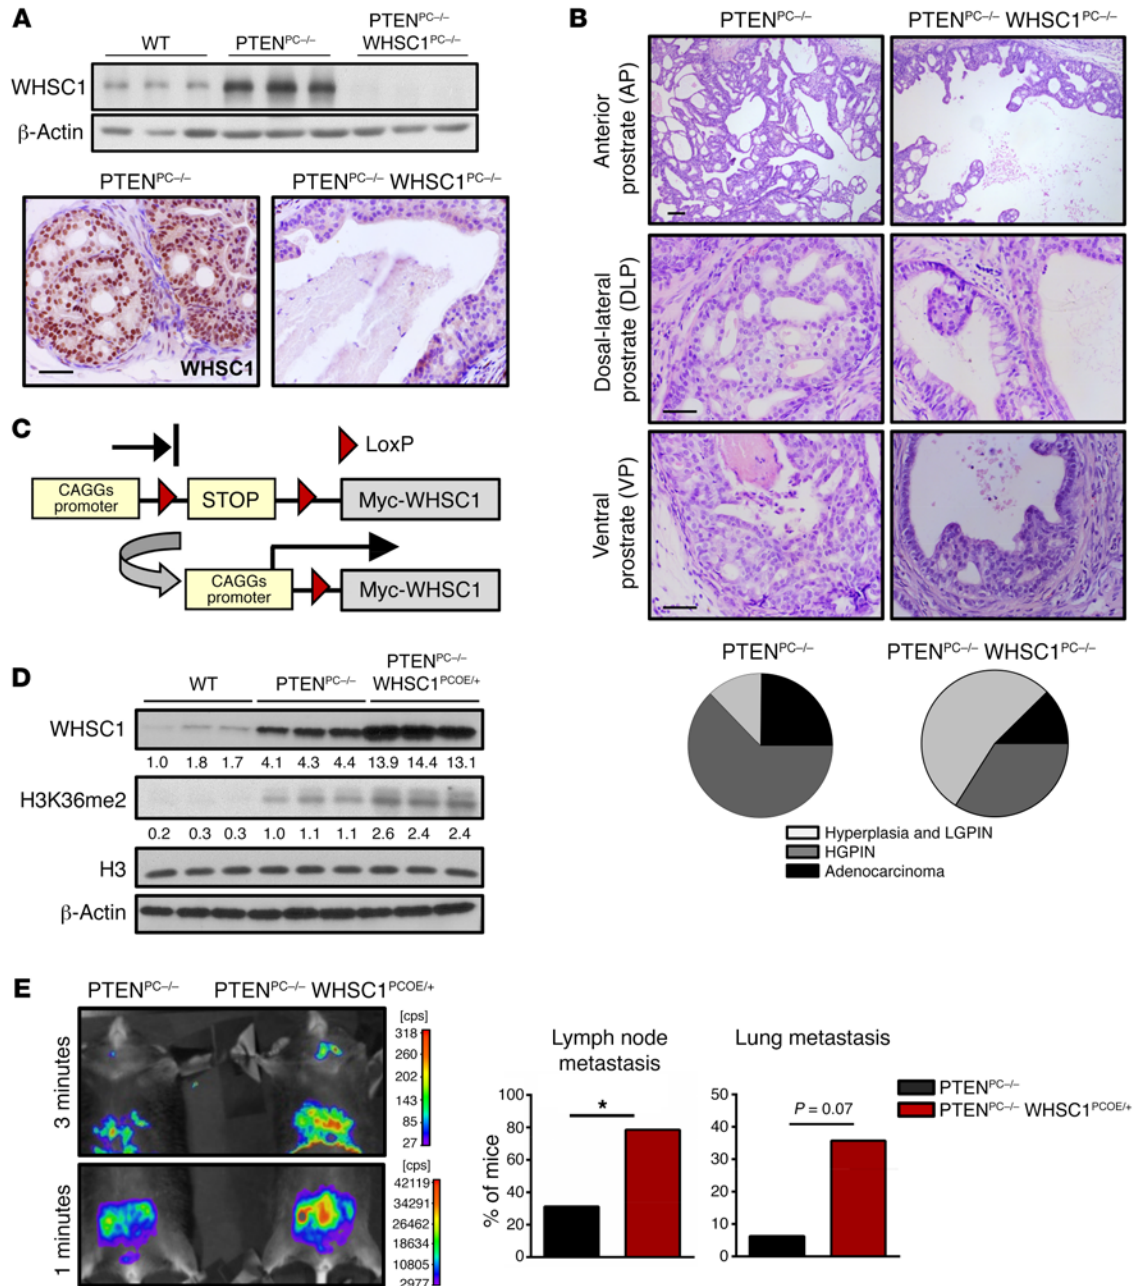 A
PTEN^PC–/–
WT PTEN^PC–/– WHSC1^PC–/–
WHSC1
β-Actin
PTEN^PC–/– PTEN^PC–/– WHSC1^PC–/–
WHSC1
B
PTEN^PC–/– PTEN^PC–/– WHSC1^PC–/–
Anterior
prostrate (AP)
Dosal-lateral
prostrate (DLP)
Ventral
prostrate (VP)
PTEN^PC–/– PTEN^PC–/– WHSC1^PC–/–
Hyperplasia and LGPIN
HGPIN
Adenocarcinoma
C
LoxP
CAGGs
promoter
STOP
Myc-WHSC1
CAGGs
promoter
Myc-WHSC1
D
PTEN^PC–/–
WT PTEN^PC–/– WHSC1^PCOE/+
WHSC1
1.0 1.8 1.7 4.1 4.3 4.4 13.9 14.4 13.1
H3K36me2
0.2 0.3 0.3 1.0 1.1 1.1 2.6 2.4 2.4
H3
β-Actin
E
PTEN^PC–/– PTEN^PC–/– WHSC1^PCOE/+
3 minutes
[cps]
318
260
202
143
85
27
1 minutes
[cps]
42119
34291
26462
18634
10805
2977
Lymph node
metastasis
% of mice
100
80
60
40
20
0
*
Lung metastasis
50
40
30
20
10
0
P = 0.07
PTEN^PC–/–
PTEN^PC–/– WHSC1^PCOE/+